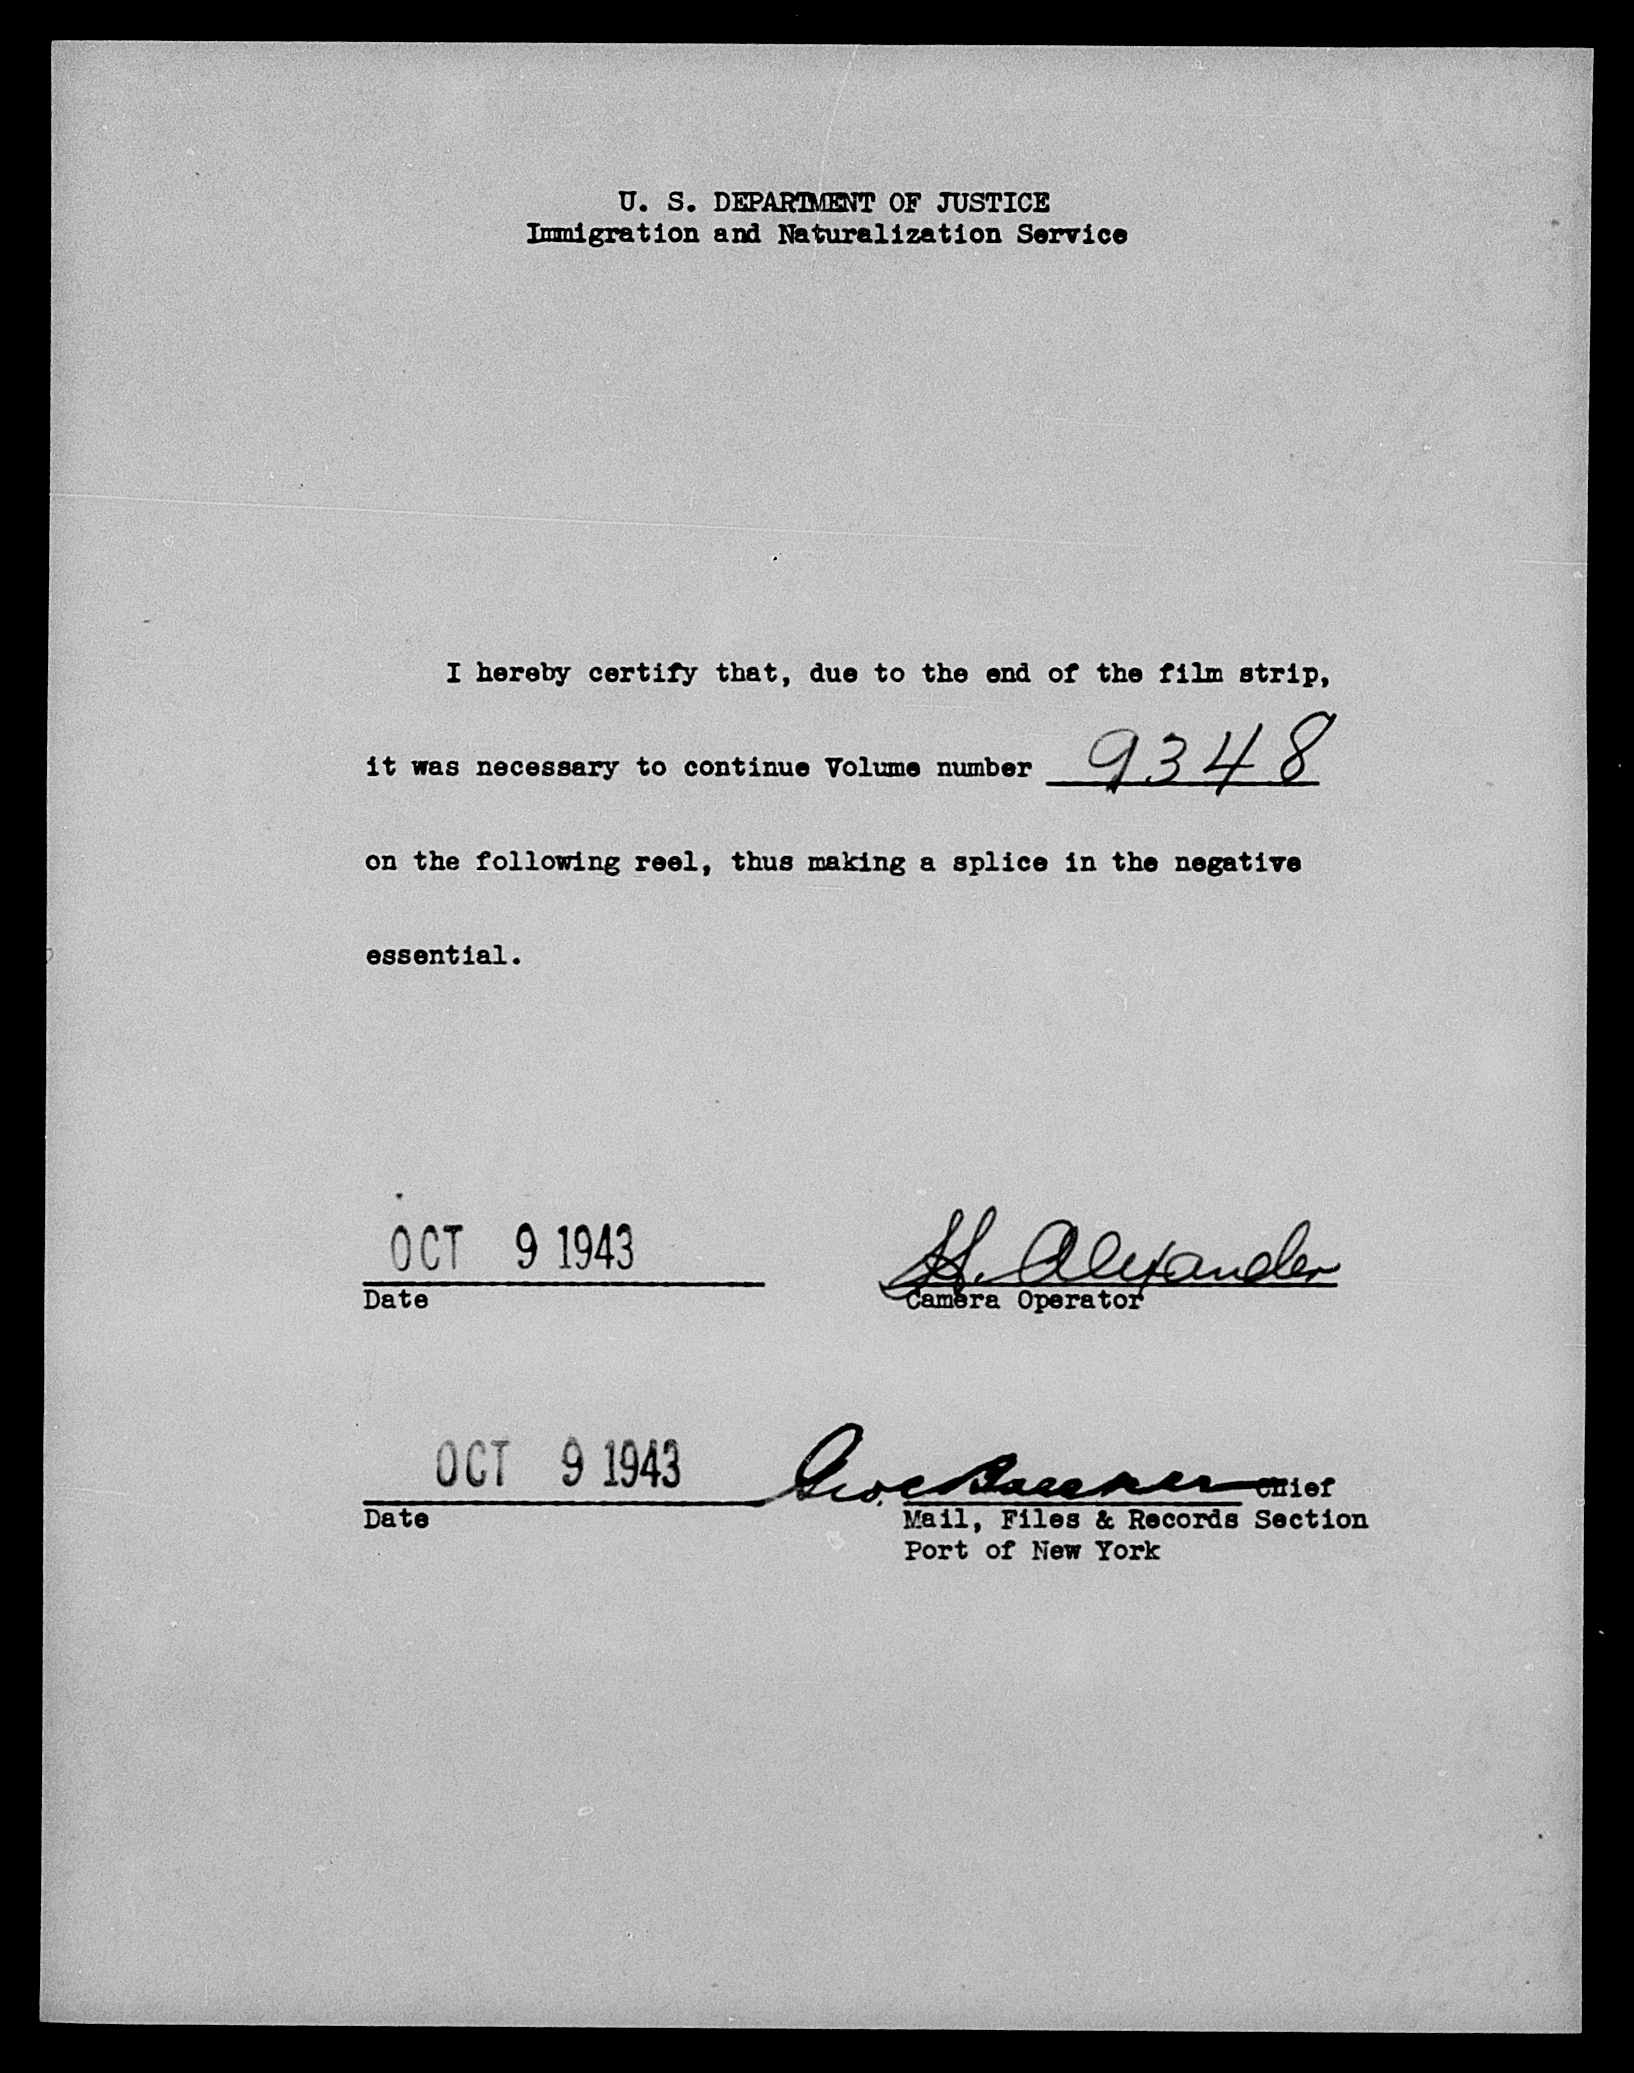 U. S. DEPARTMENT OF JUSTICE
Immigration and Naturalization Service
I hereby certify that, due to the end of the film strip,
it was necessary to continue Volume number 9348
on the following reel, thus making a splice in the negative
essential.
OCT 9 1943 H. Alexander
Date Camera Operator
OCT 9 1943 Geo. Chief
Date Mail, Files & Records Section
Port of New York